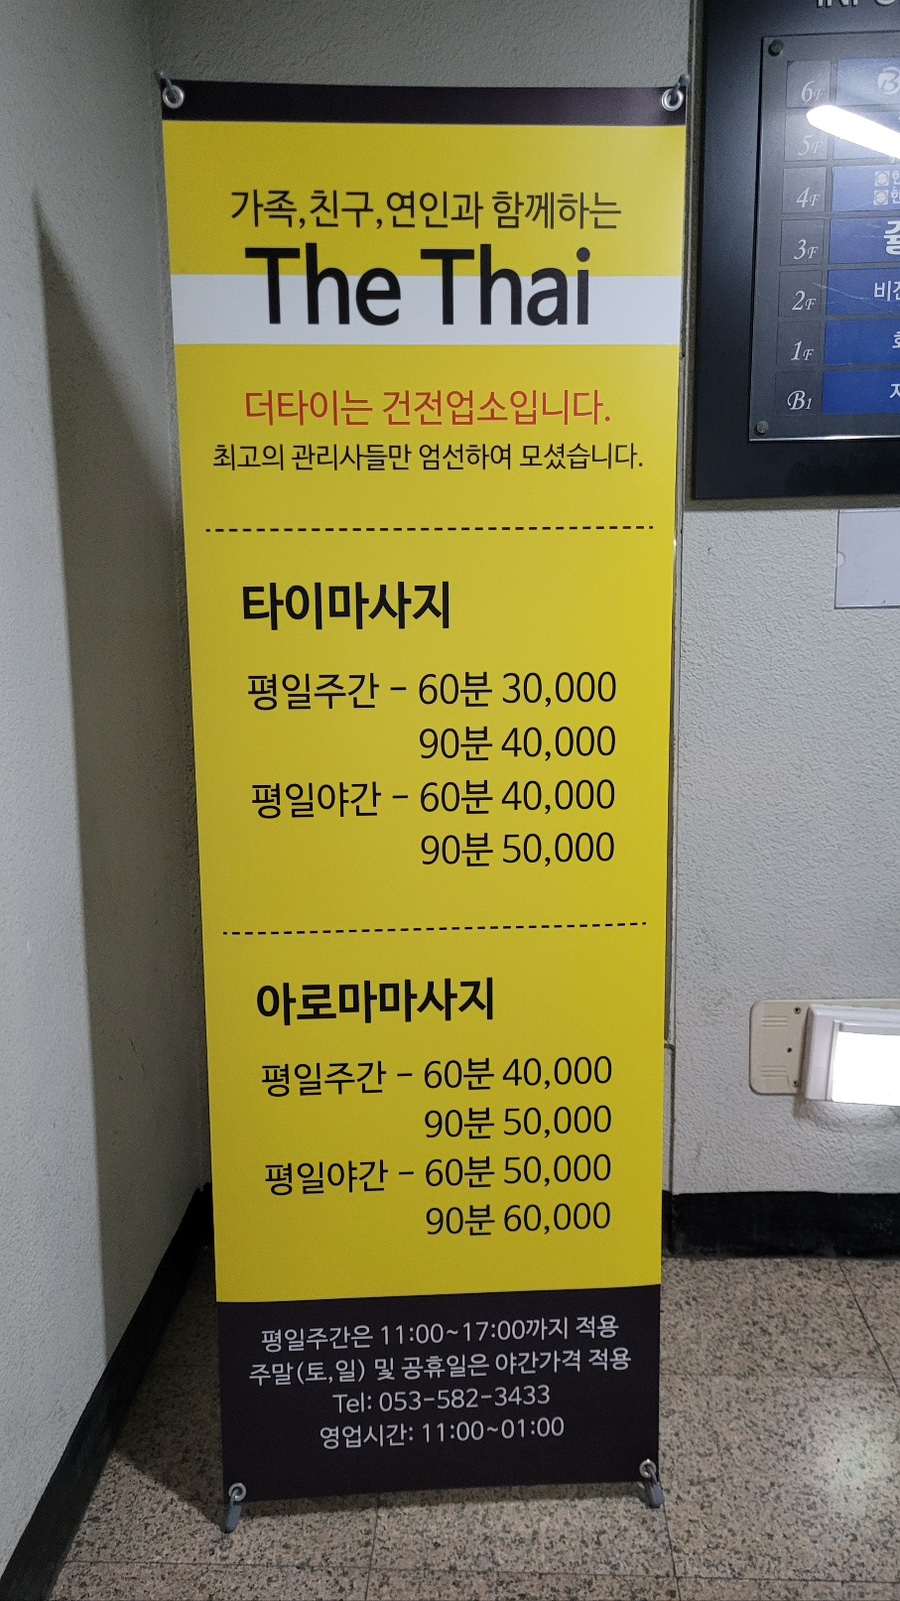 가족,친구,연인과 함께하는
The Thai
더타이는 건전업소입니다.
최고의 관리사들만 엄선하여 모셨습니다.
타이마사지
평일주간 - 60분 30,000
90분 40,000
평일야간 - 60분 40,000
90분 50,000
아로마마사지
평일주간 - 60분 40,000
90분 50,000
평일야간 - 60분 50,000
90분 60,000
평일주간은 11:00~17:00까지 적용
주말(토,일) 및 공휴일은 야간가격 적용
Tel: 053-582-3433
영업시간: 11:00~01:00
6F
5F
4F
3F
2F
1F
B1